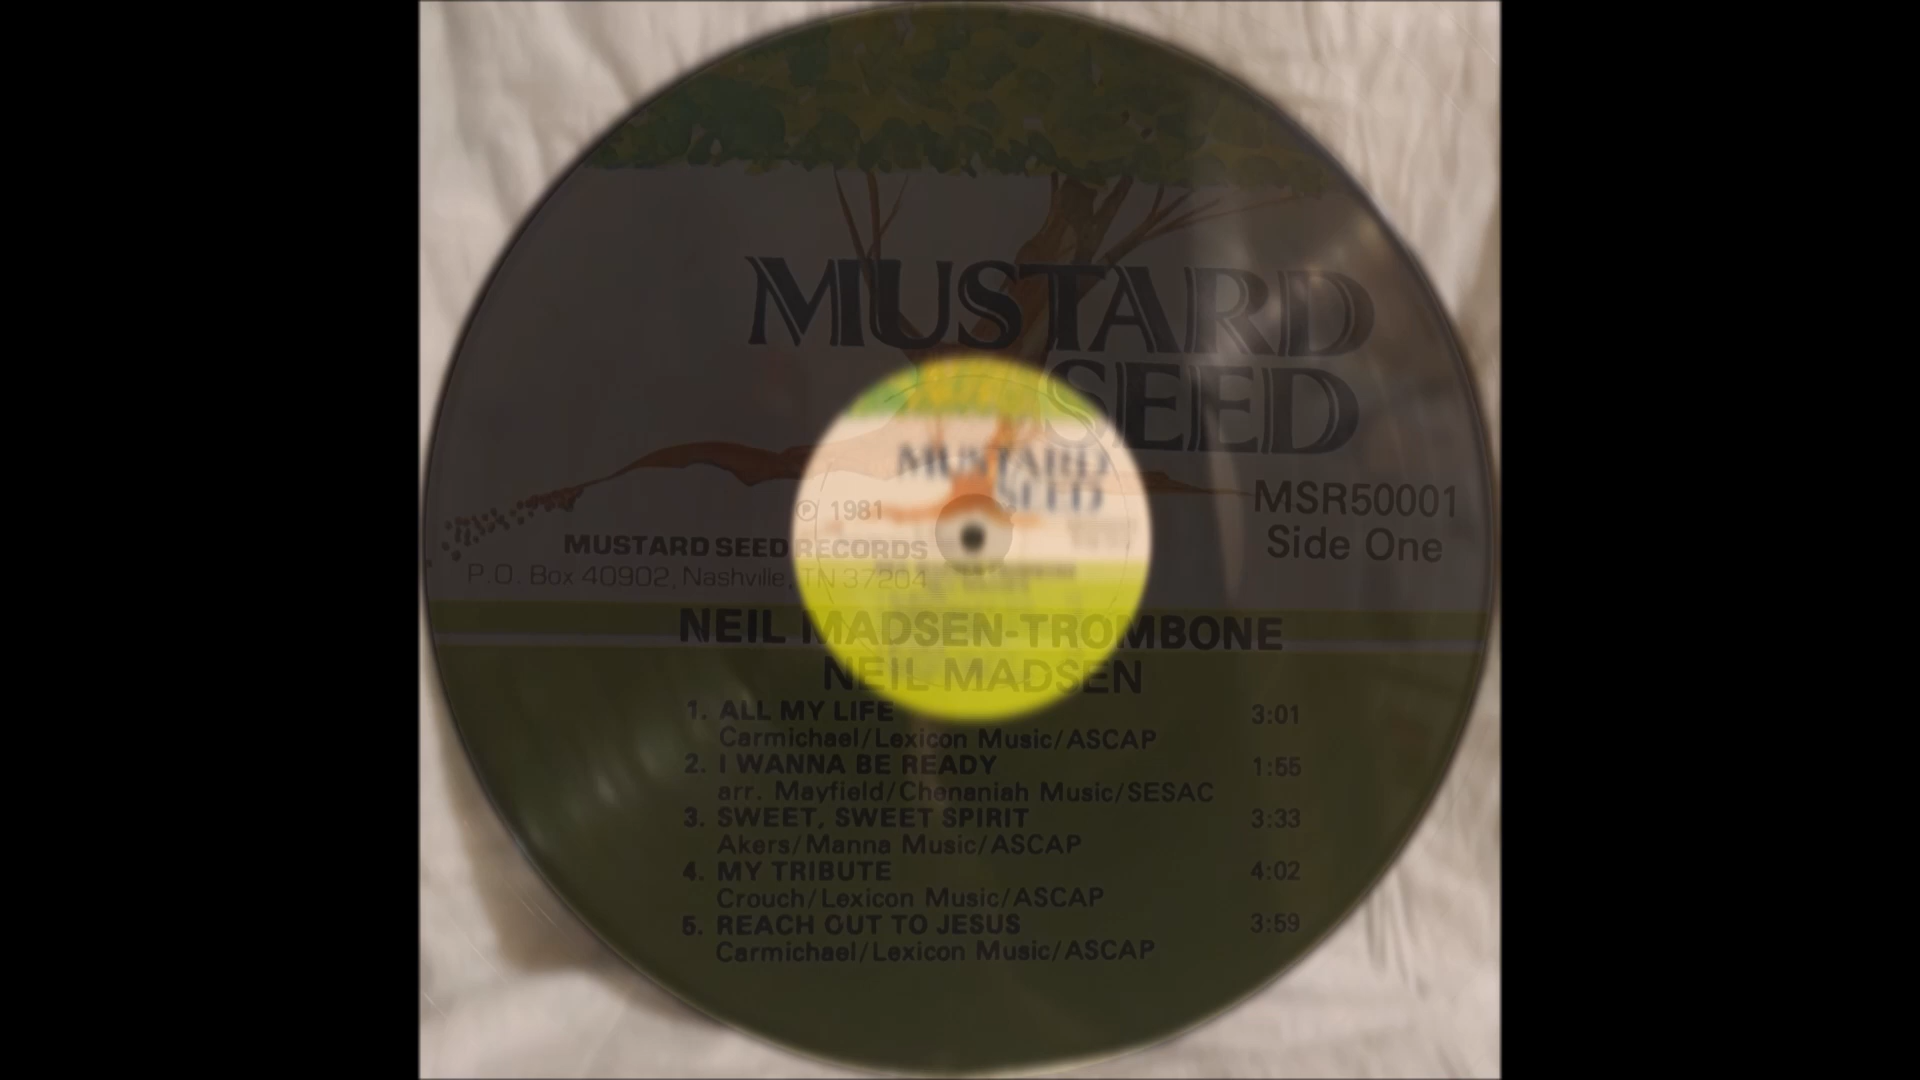 MUSTARD
SEED
MUSTARD
SEED
MSR50001
℗ 1981
Side One
MUSTARD SEED RECORDS
P.O. Box 40902, Nashville, TN 37204
NEIL MADSEN-TROMBONE
NEIL MADSEN
1. ALL MY LIFE 3:01
Carmichael/Lexicon Music/ASCAP
2. I WANNA BE READY 1:55
arr. Mayfield/Chenaniah Music/SESAC
3. SWEET, SWEET SPIRIT 3:33
Akers/Manna Music/ASCAP
4. MY TRIBUTE 4:02
Crouch/Lexicon Music/ASCAP
5. REACH OUT TO JESUS 3:59
Carmichael/Lexicon Music/ASCAP